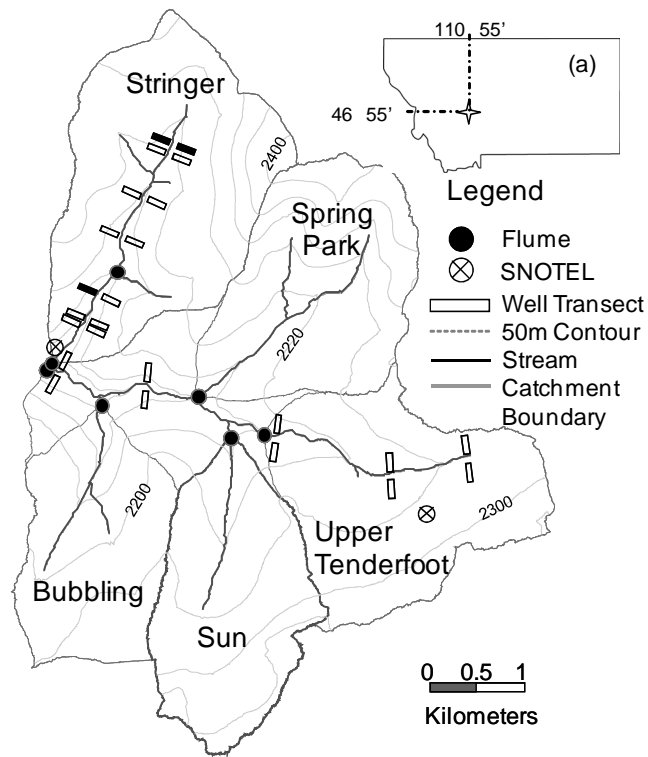 110 55'
(a)
46 55'
Stringer
2400
Spring
Park
2220
2200
2300
Upper
Tenderfoot
Bubbling
Sun
Legend
Flume
SNOTEL
Well Transect
50m Contour
Stream
Catchment
Boundary
0 0.5 1
Kilometers